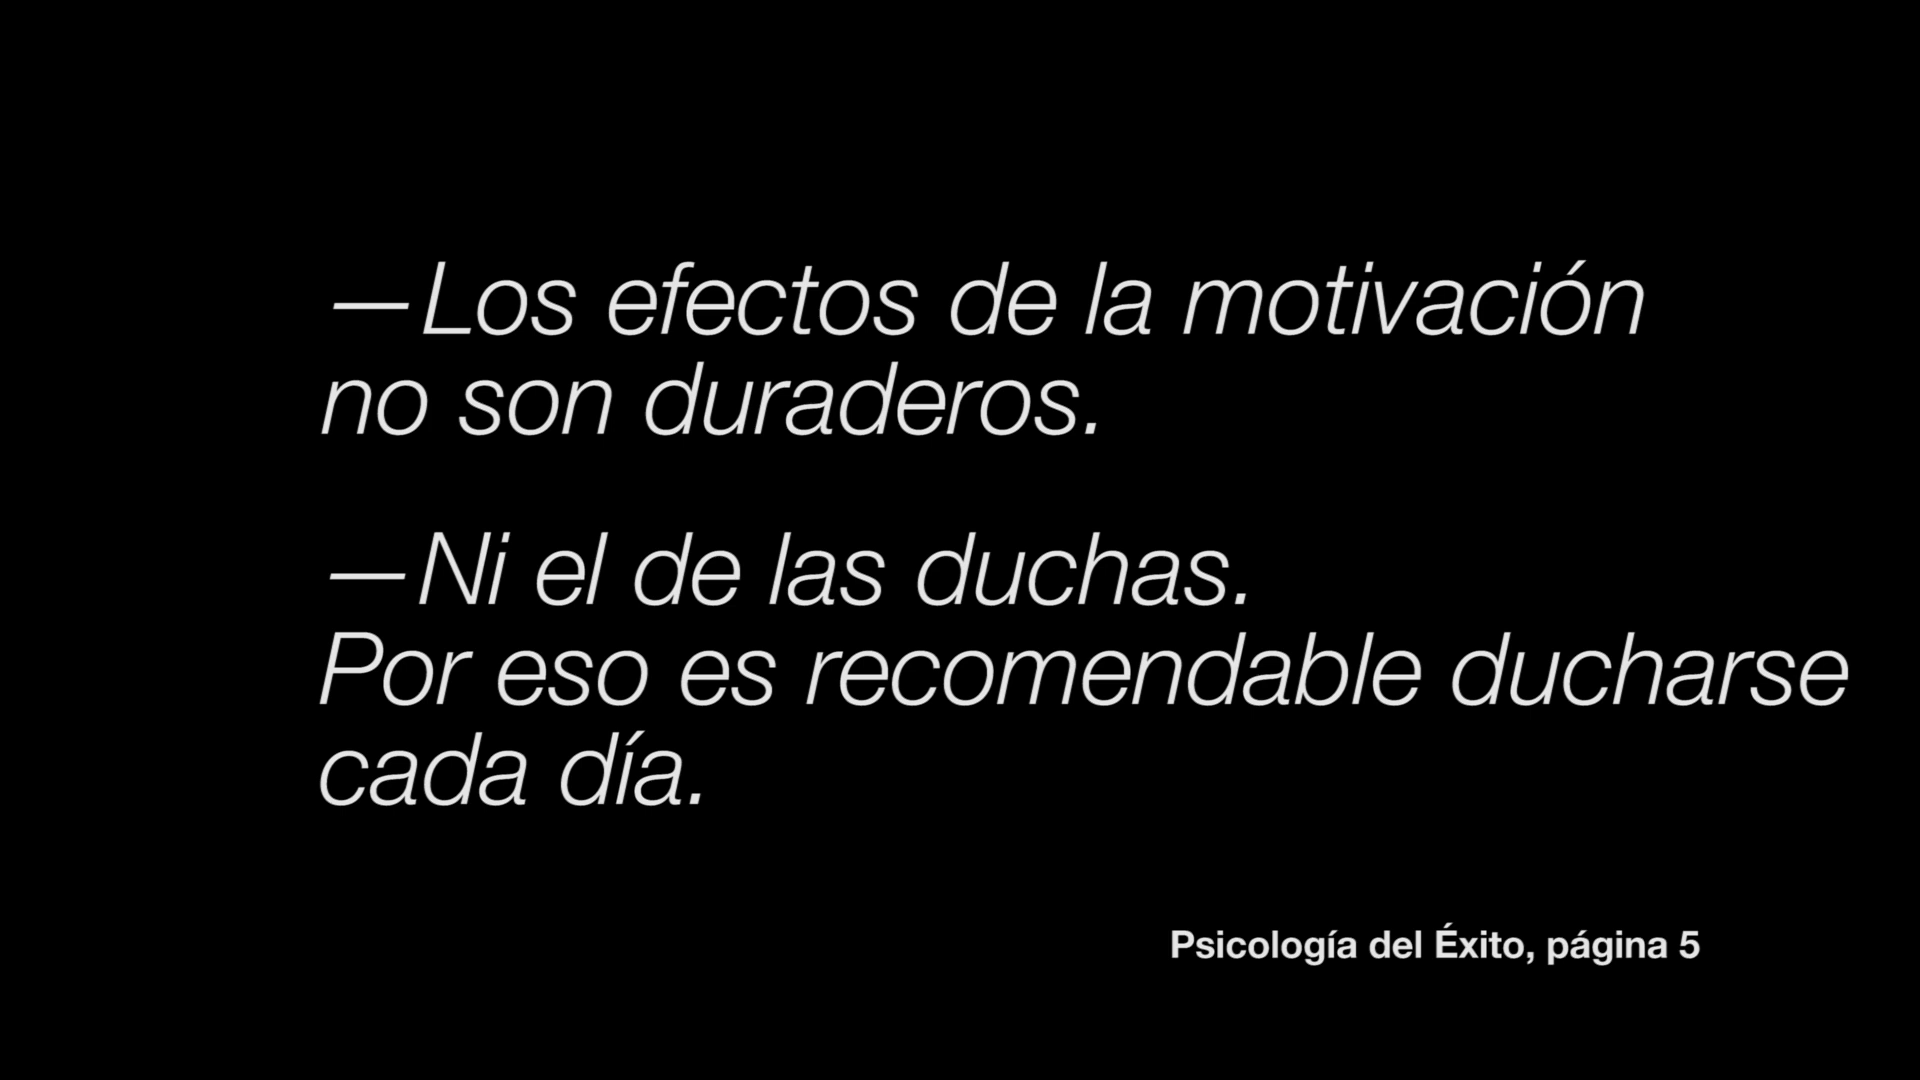 —Los efectos de la motivación
no son duraderos.
—Ni el de las duchas.
Por eso es recomendable ducharse
cada día.
Psicología del Éxito, página 5